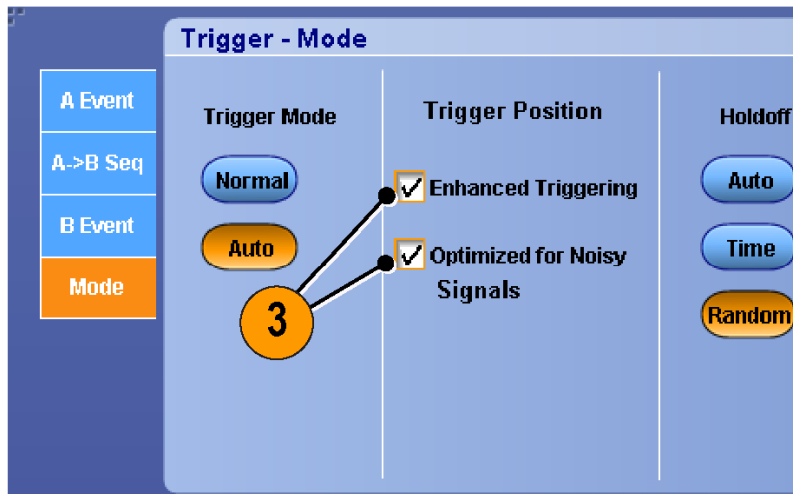 Trigger - Mode
A Event
A->B Seq
B Event
Mode
Trigger Mode
Normal
Auto
Trigger Position
Enhanced Triggering
Optimized for Noisy
Signals
Holdoff
Auto
Time
Random
3